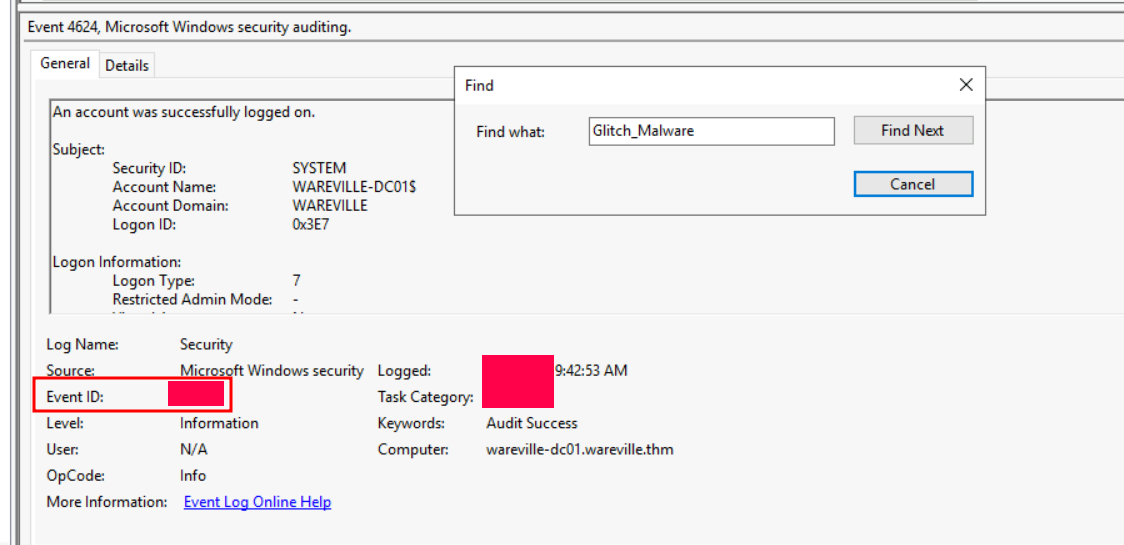 Event 4624, Microsoft Windows security auditing.
General Details
Find
Find what: Glitch_Malware Find Next
Cancel
An account was successfully logged on.
Subject:
Security ID: SYSTEM
Account Name: WAREVILLE-DC01$
Account Domain: WAREVILLE
Logon ID: 0x3E7
Logon Information:
Logon Type: 7
Restricted Admin Mode: -
Log Name: Security
Source: Microsoft Windows security Logged: 9:42:53 AM
Event ID: Task Category:
Level: Information Keywords: Audit Success
User: N/A Computer: wareville-dc01.wareville.thm
OpCode: Info
More Information: Event Log Online Help